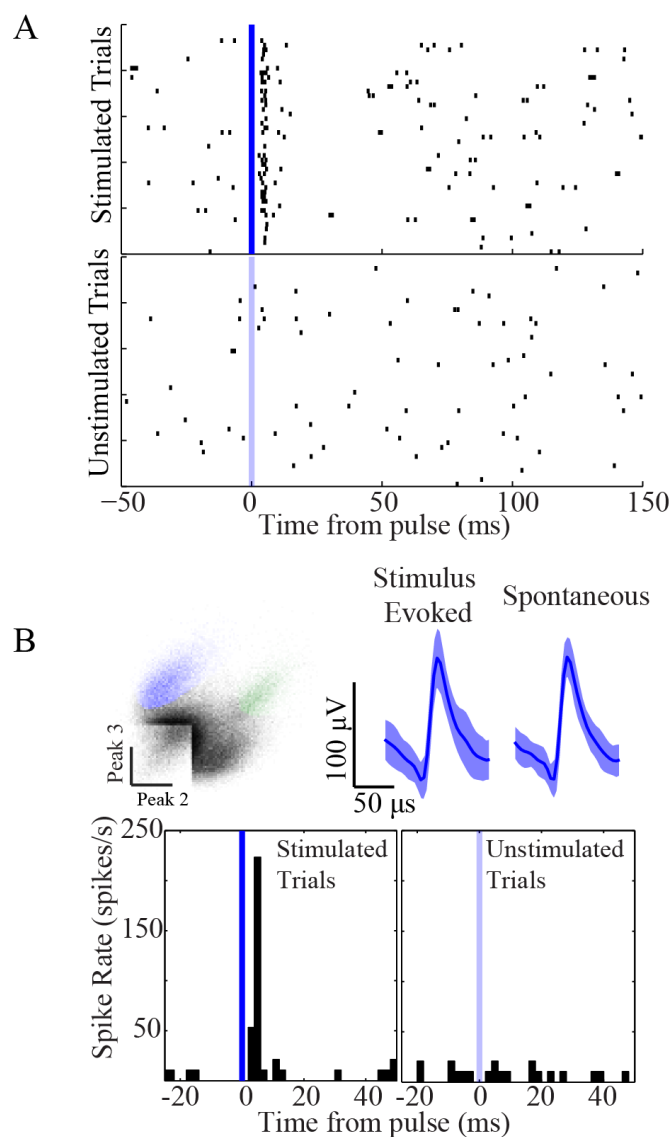 A
Stimulated Trials
Unstimulated Trials
−50
0
50
100
150
Time from pulse (ms)
B
Peak 3
Peak 2
Stimulus
Evoked
Spontaneous
100 µV
50 µs
Spike Rate (spikes/s)
250
150
50
Stimulated
Trials
Unstimulated
Trials
-20
0
20
40
-20
0
20
40
Time from pulse (ms)